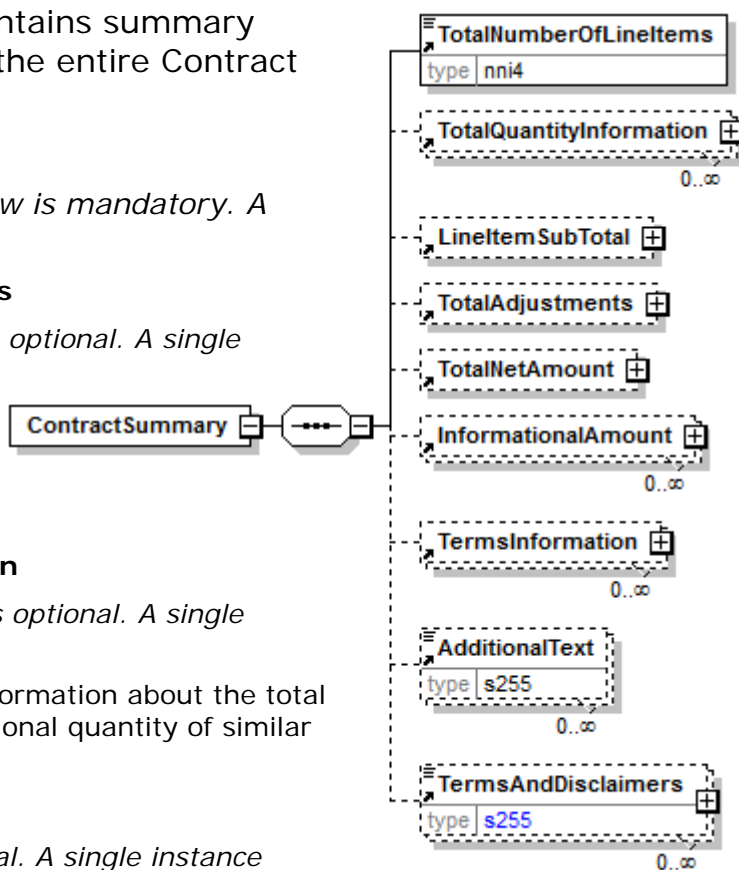 ntains summary
the entire Contract
w is mandatory. A
s
optional. A single
n
s optional. A single
formation about the total
ional quantity of similar
al. A single instance
ContractSummary
TotalNumberOfLineItems
type nni4
TotalQuantityInformation
0..∞
LineItemSubTotal
TotalAdjustments
TotalNetAmount
InformationalAmount
0..∞
TermsInformation
0..∞
AdditionalText
type s255
0..∞
TermsAndDisclaimers
type s255
0..∞